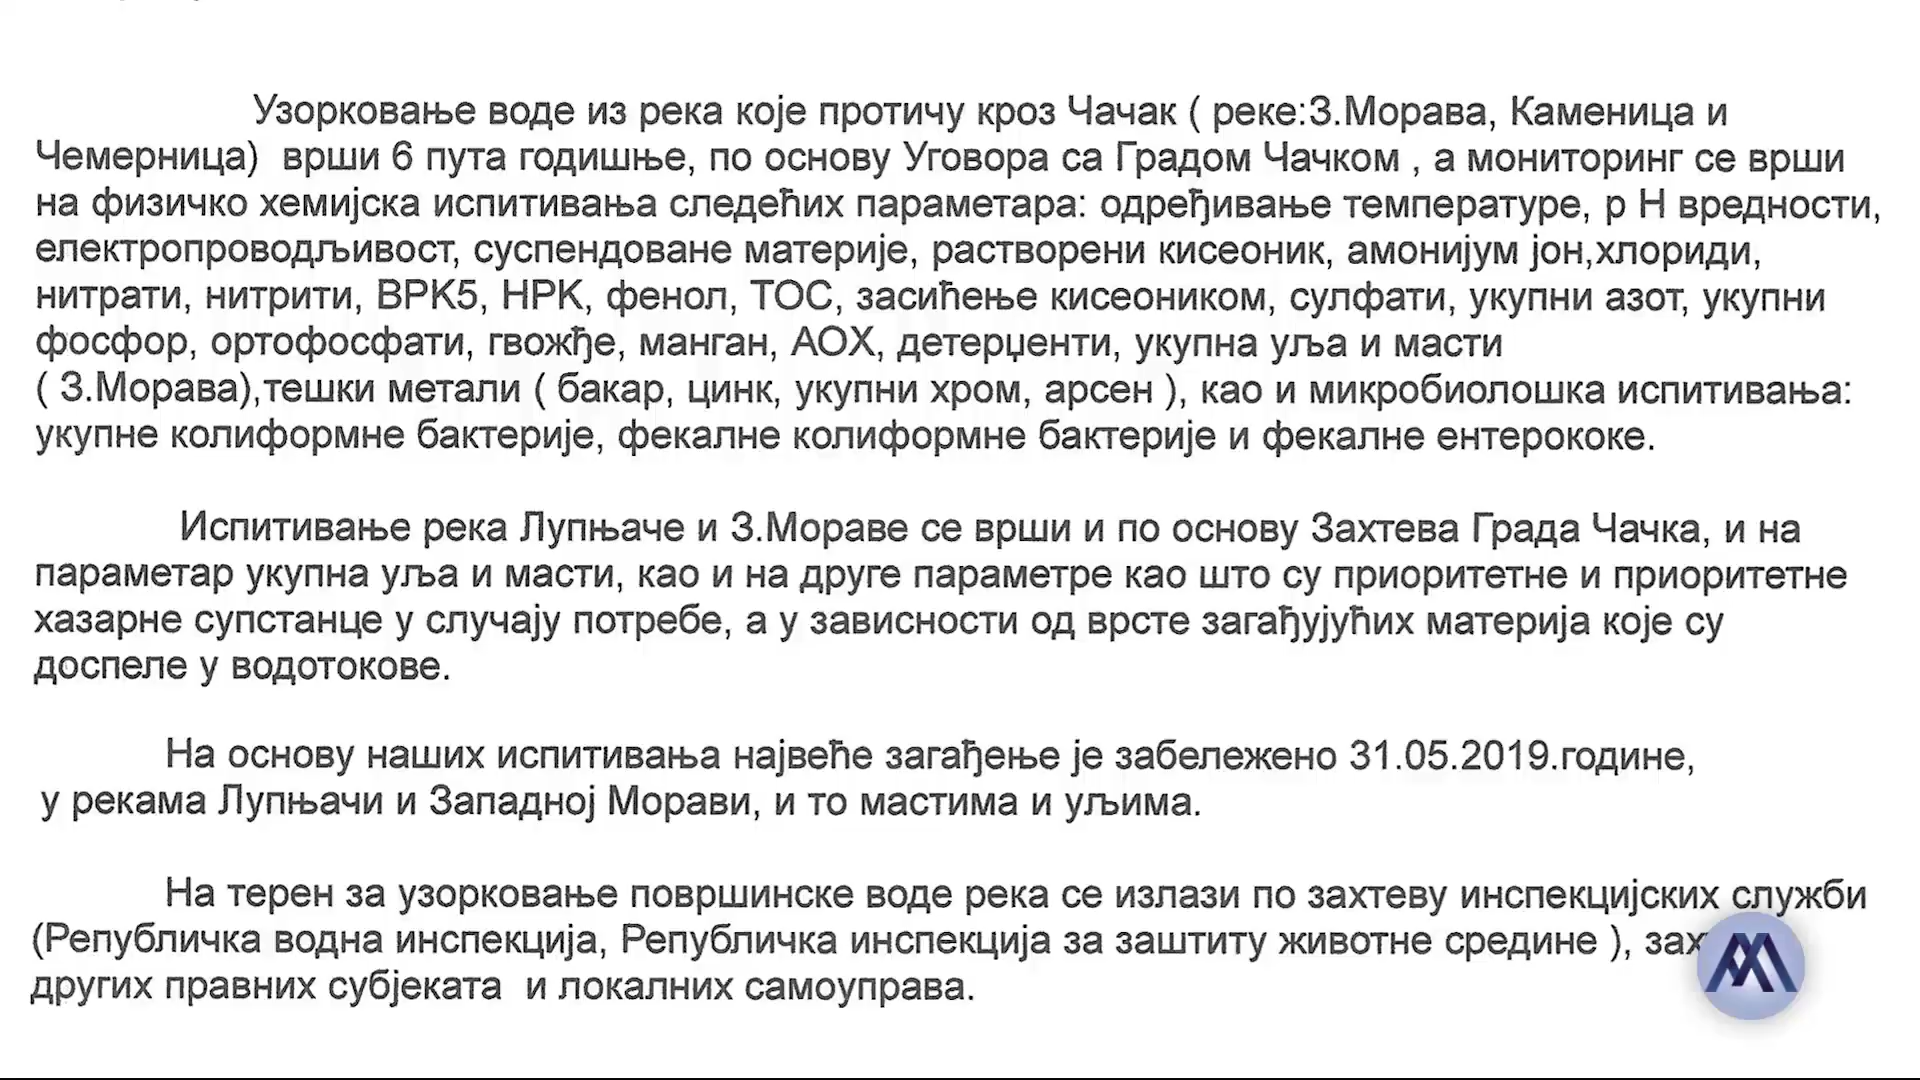 Узорковање воде из река које протичу кроз Чачак ( реке:З.Морава, Каменица и
Чемерница) врши 6 пута годишње, по основу Уговора са Градом Чачком , а мониторинг се врши
на физичко хемијска испитивања следећих параметара: одређивање температуре, р Н вредности,
електропроводљивост, суспендоване материје, растворени кисеоник, амонијум јон,хлориди,
нитрати, нитрити, ВРК5, НРК, фенол, ТОС, засићење кисеоником, сулфати, укупни азот, укупни
фосфор, ортофосфати, гвожђе, манган, АОХ, детерџенти, укупна уља и масти
( З.Морава),тешки метали ( бакар, цинк, укупни хром, арсен ), као и микробиолошка испитивања:
укупне колиформне бактерије, фекалне колиформне бактерије и фекалне ентерококе.
Испитивање река Лупњаче и З.Мораве се врши и по основу Захтева Града Чачка, и на
параметар укупна уља и масти, као и на друге параметре као што су приоритетне и приоритетне
хазарне супстанце у случају потребе, а у зависности од врсте загађујућих материја које су
доспеле у водотокове.
На основу наших испитивања највеће загађење је забележено 31.05.2019.године,
у рекама Лупњачи и Западној Морави, и то мастима и уљима.
На терен за узорковање површинске воде река се излази по захтеву инспекцијских служби
(Републичка водна инспекција, Републичка инспекција за заштиту животне средине ),
других правних субјеката и локалних самоуправа.